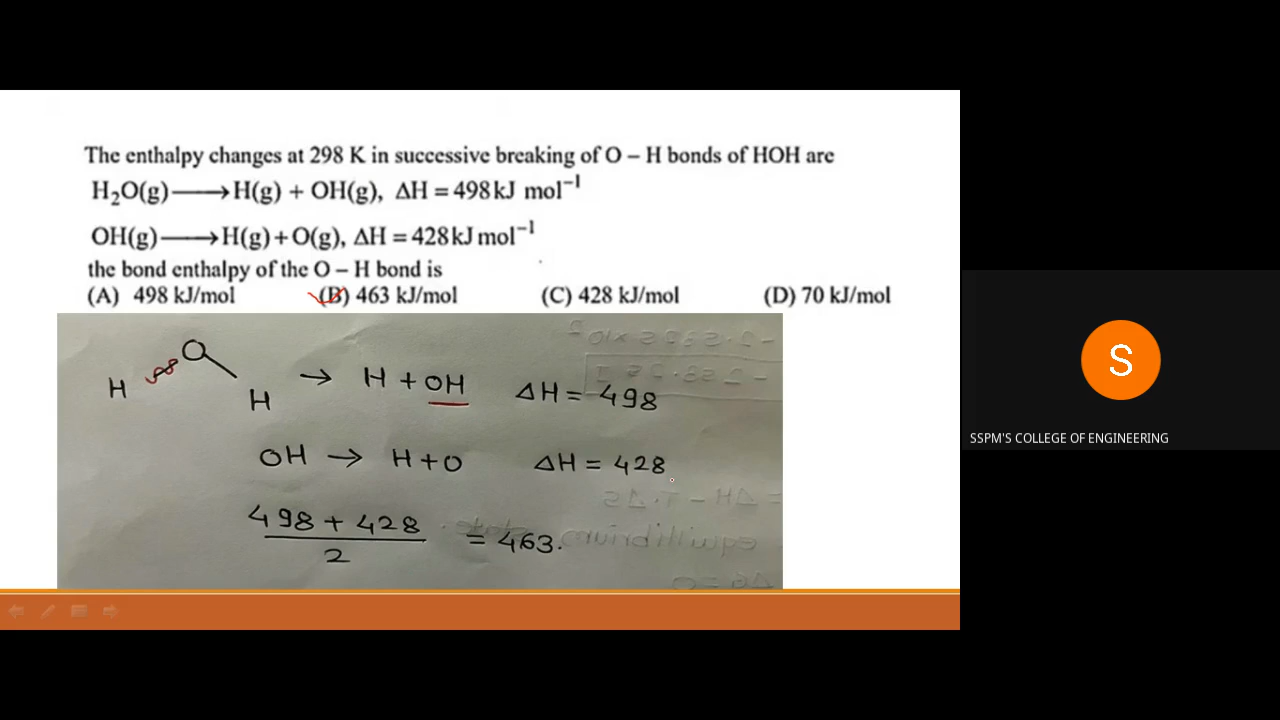 The enthalpy changes at 298 K in successive breaking of O – H bonds of HOH are
H₂O(g)⟶H(g) + OH(g), ΔH = 498 kJ mol⁻¹
OH(g)⟶H(g)+O(g), ΔH = 428 kJ mol⁻¹
the bond enthalpy of the O – H bond is
(A) 498 kJ/mol (B) 463 kJ/mol (C) 428 kJ/mol (D) 70 kJ/mol
O
H
H → H + OH ΔH = 498
OH → H + O ΔH = 428
498 + 428
2
= 463.
S
SSPM'S COLLEGE OF ENGINEERING